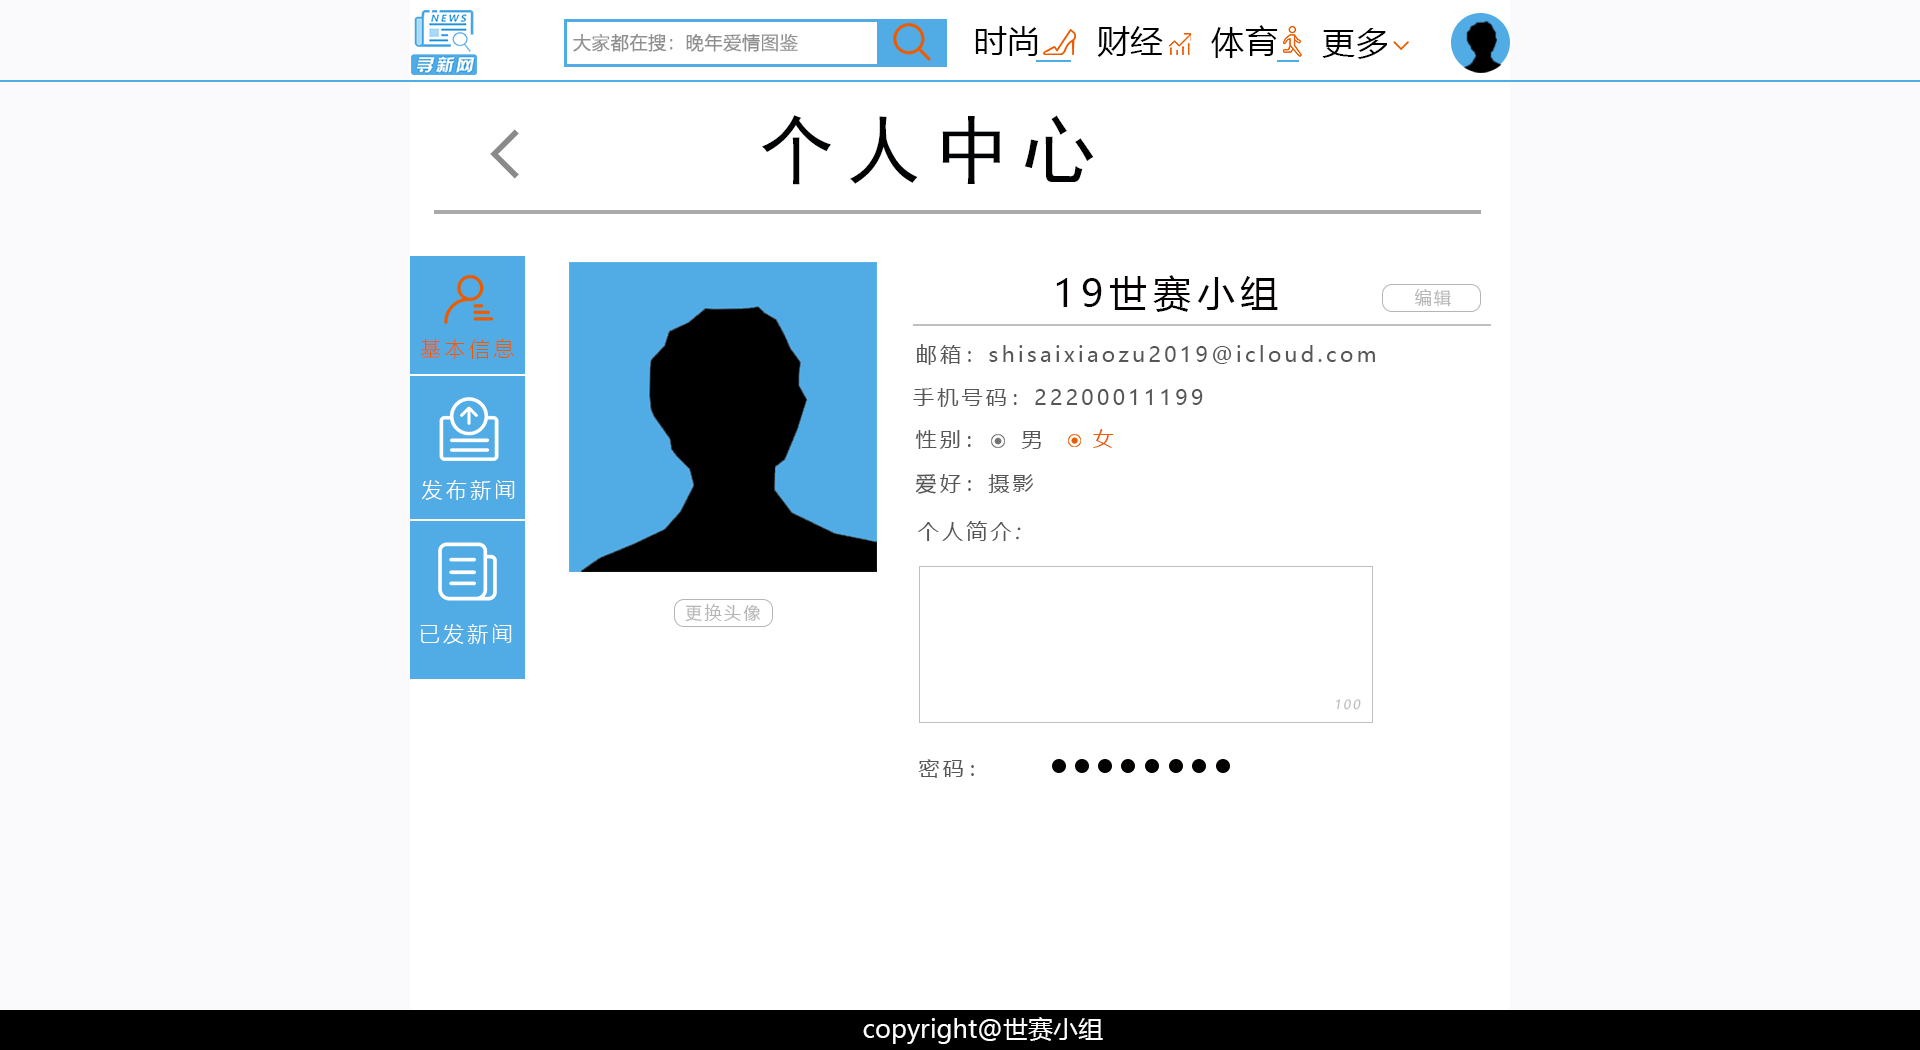 NEWS
寻新网
大家都在搜：晚年爱情图鉴
时尚
财经
体育
更多
个人中心
基本信息
发布新闻
已发新闻
更换头像
19世赛小组
编辑
邮箱：shisaixiaozu2019@icloud.com
手机号码：22200011199
性别： 男 女
爱好：摄影
个人简介：
100
密码：
copyright@世赛小组